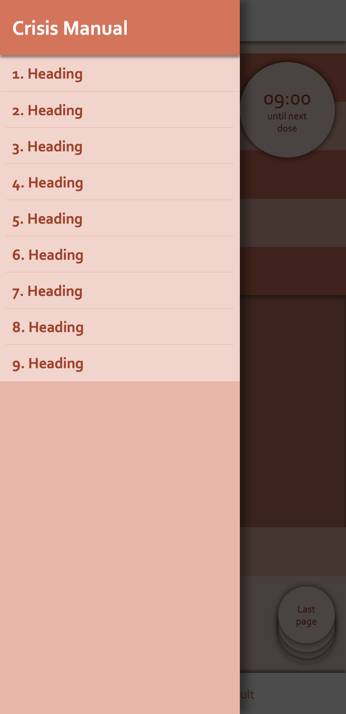 Crisis Manual
1. Heading
2. Heading
3. Heading
4. Heading
5. Heading
6. Heading
7. Heading
8. Heading
9. Heading
09:00
until next
dose
Last
page
ult